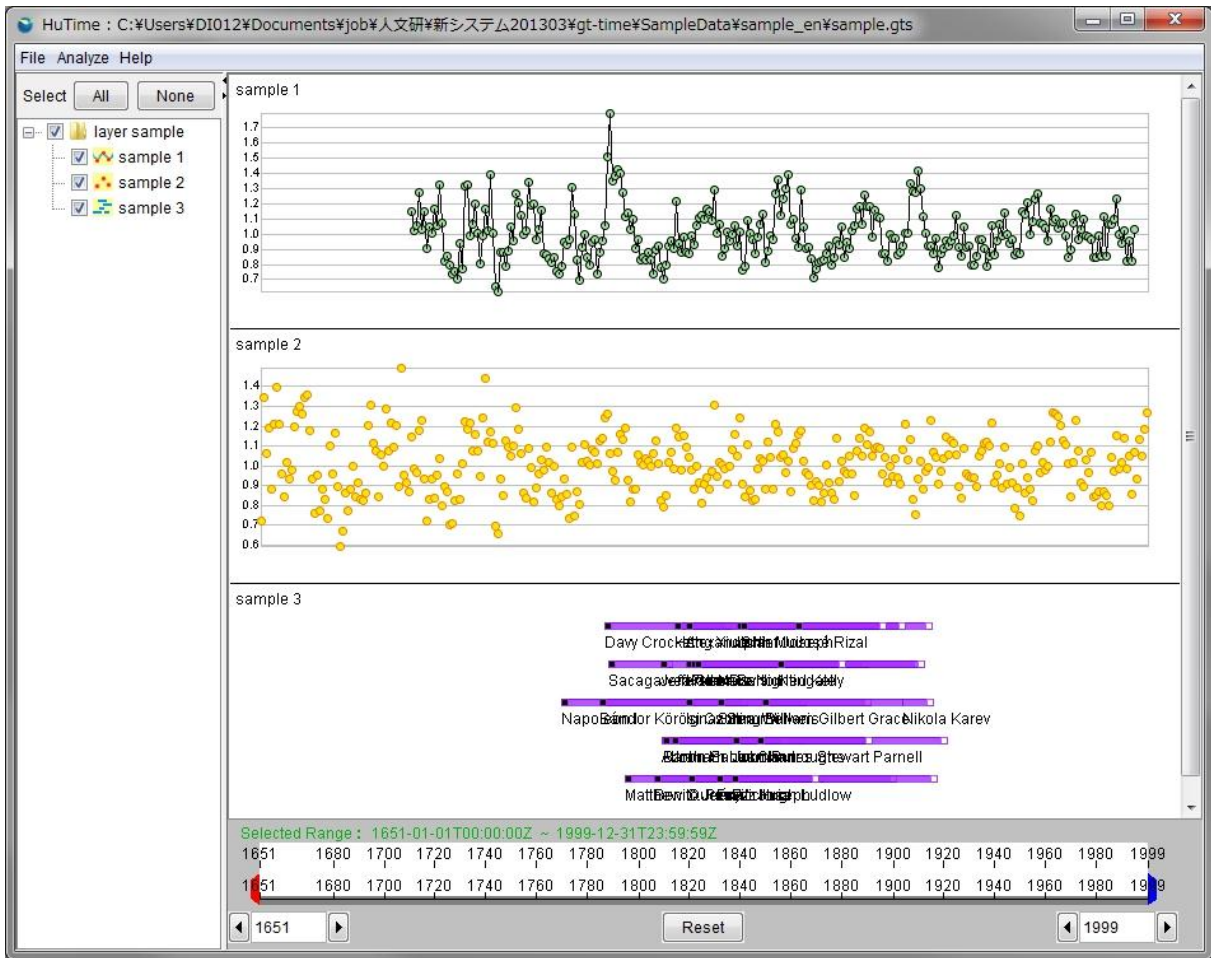 HuTime : C:¥Users¥DI012¥Documents¥job¥人文研¥新システム201303¥gt-time¥SampleData¥sample_en¥sample.gts
File Analyze Help
Select All None
layer sample
sample 1
sample 2
sample 3
sample 1
1.7
1.6
1.5
1.4
1.3
1.2
1.1
1.0
0.9
0.8
0.7
sample 2
1.4
1.3
1.2
1.1
1.0
0.9
0.8
0.7
0.6
sample 3
Davy Rizal
Kelly
Gilbert Grace Nikola Karev
Stewart Parnell
Ludlow
Selected Range : 1651-01-01T00:00:00Z ~ 1999-12-31T23:59:59Z
1651 1680 1700 1720 1740 1760 1780 1800 1820 1840 1860 1880 1900 1920 1940 1960 1980 1999
1651 1680 1700 1720 1740 1760 1780 1800 1820 1840 1860 1880 1900 1920 1940 1960 1980 1999
1651 Reset 1999